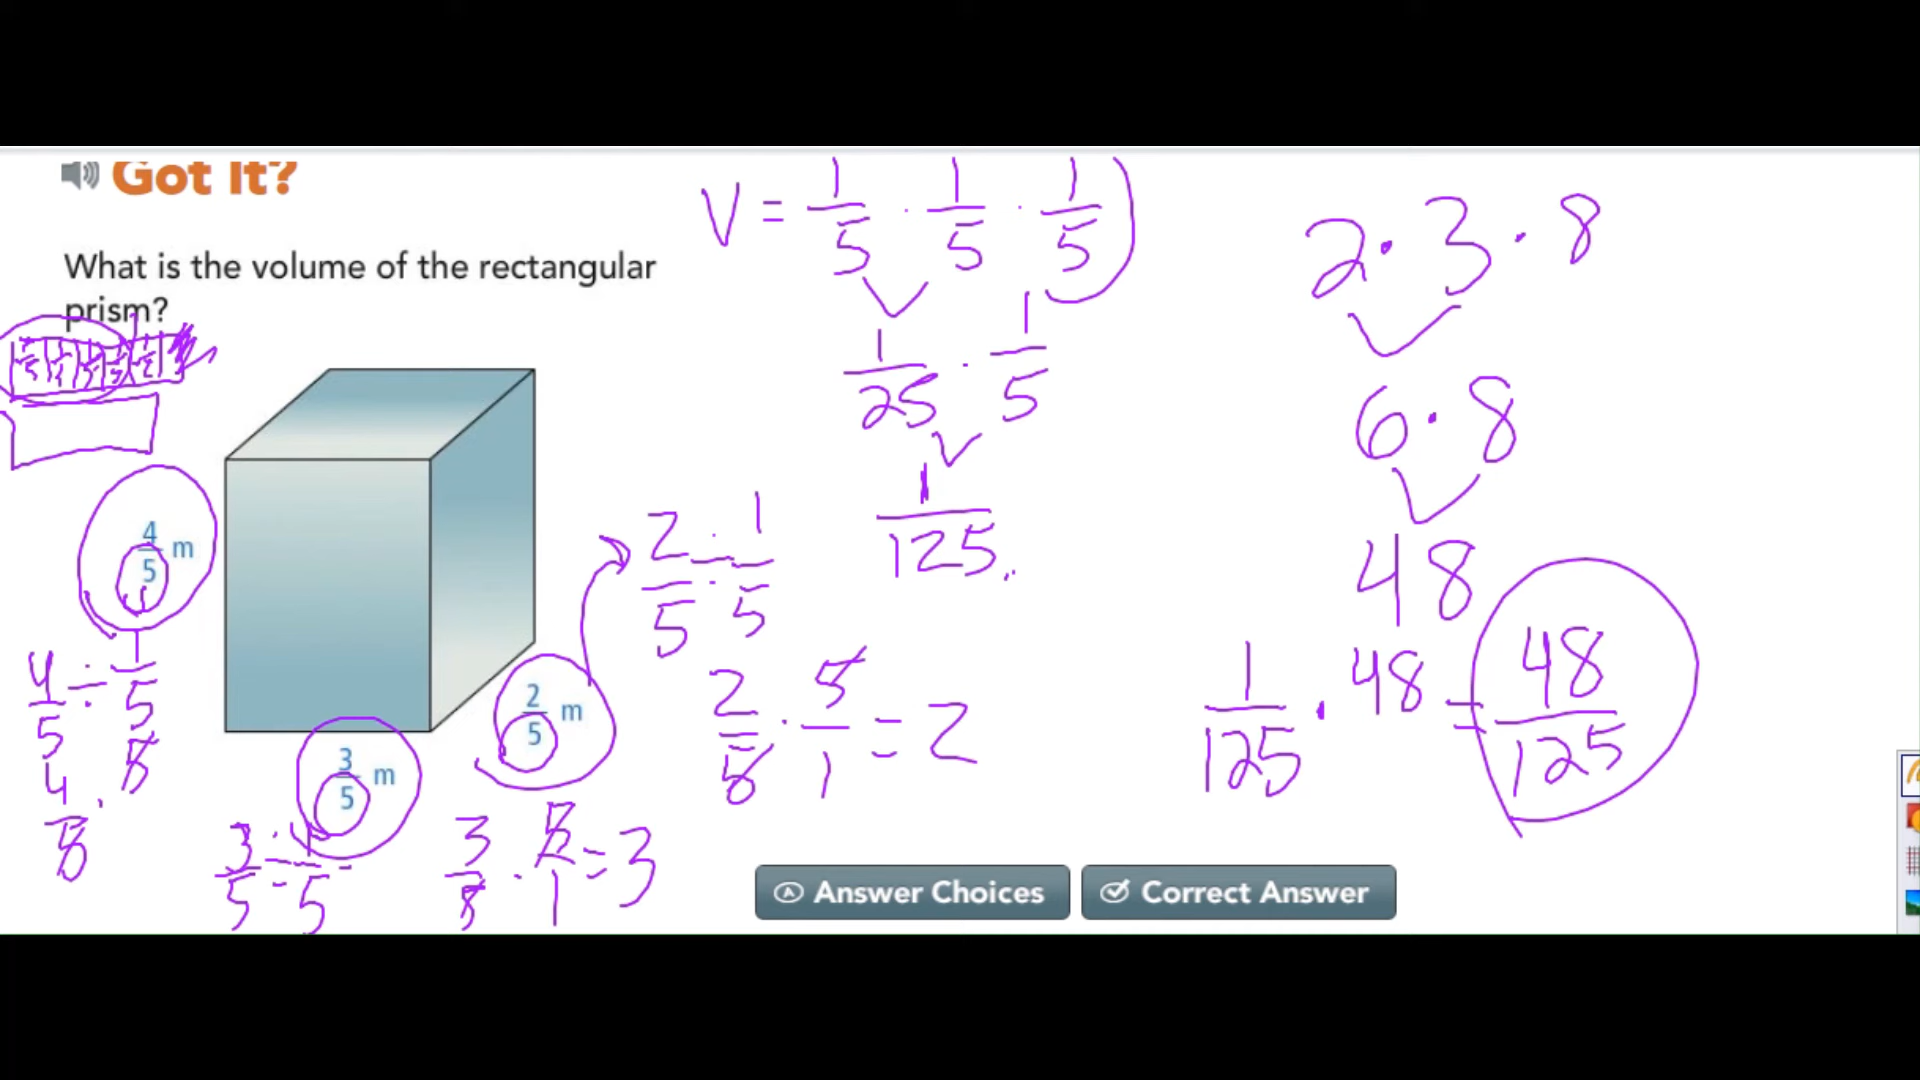 Got It?
What is the volume of the rectangular
prism?
4/5 m
3/5 m
2/5 m
4/5 ÷ 1/5
4/5 · 5
3/5 ÷ 1/5 =
3/5 · 5/1 = 3
2/5 ÷ 1/5
2/5 · 5/1 = 2
V = 1/5 · 1/5 · 1/5
1/25 · 1/5
1/125
2 · 3 · 8
6 · 8
48
1/125 · 48 = 48/125
Answer Choices
Correct Answer